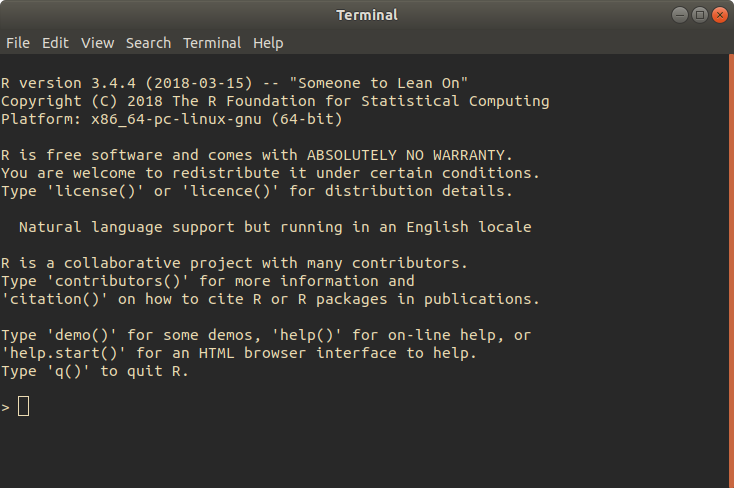 Terminal
File Edit View Search Terminal Help
R version 3.4.4 (2018-03-15) -- "Someone to Lean On"
Copyright (C) 2018 The R Foundation for Statistical Computing
Platform: x86_64-pc-linux-gnu (64-bit)
R is free software and comes with ABSOLUTELY NO WARRANTY.
You are welcome to redistribute it under certain conditions.
Type 'license()' or 'licence()' for distribution details.
Natural language support but running in an English locale
R is a collaborative project with many contributors.
Type 'contributors()' for more information and
'citation()' on how to cite R or R packages in publications.
Type 'demo()' for some demos, 'help()' for on-line help, or
'help.start()' for an HTML browser interface to help.
Type 'q()' to quit R.
>